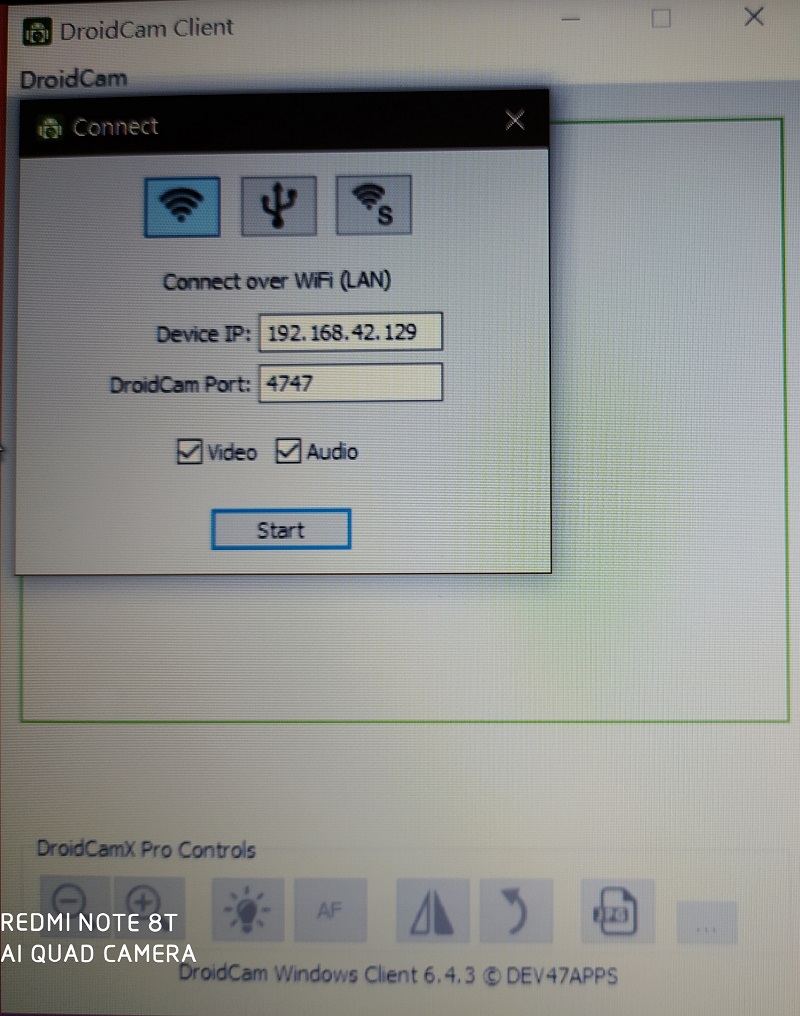 DroidCam Client
DroidCam
Connect
S
Connect over WiFi (LAN)
Device IP: 192.168.42.129
DroidCam Port: 4747
Video Audio
Start
DroidCamX Pro Controls
AF
...
REDMI NOTE 8T
AI QUAD CAMERA
DroidCam Windows Client 6.4.3 © DEV47APPS